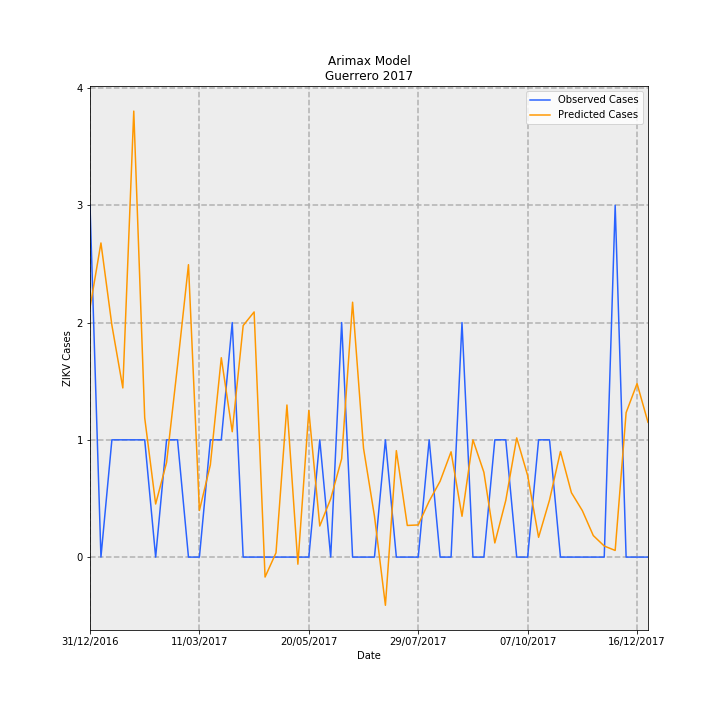 Arimax Model
Guerrero 2017
Observed Cases
Predicted Cases
ZIKV Cases
4
3
2
1
0
31/12/2016
11/03/2017
20/05/2017
29/07/2017
07/10/2017
16/12/2017
Date